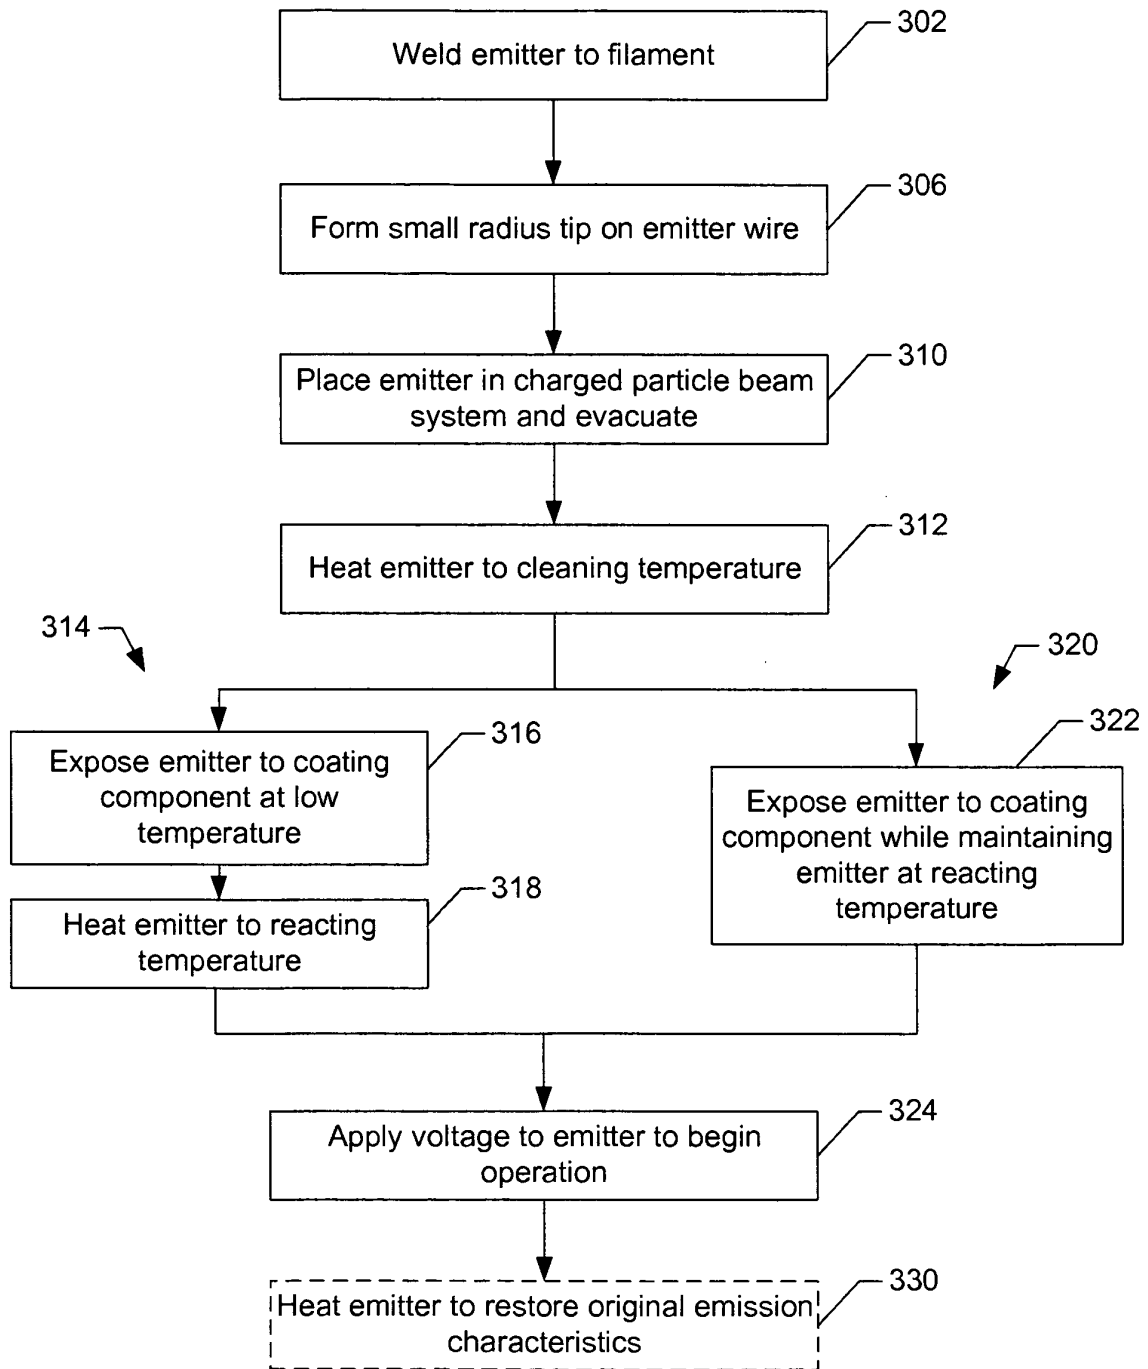 302
Weld emitter to filament
306
Form small radius tip on emitter wire
310
Place emitter in charged particle beam
system and evacuate
312
Heat emitter to cleaning temperature
314
320
316
Expose emitter to coating
component at low
temperature
322
Expose emitter to coating
component while maintaining
emitter at reacting
temperature
318
Heat emitter to reacting
temperature
324
Apply voltage to emitter to begin
operation
330
Heat emitter to restore original emission
characteristics